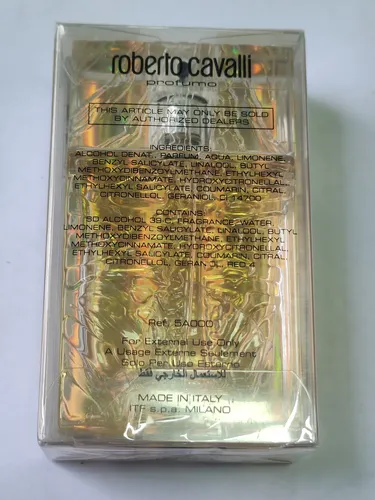 roberto cavalli
profumo
THIS ARTICLE MAY ONLY BE SOLD
BY AUTHORIZED DEALERS
INGREDIENTS:
ALCOHOL DENAT., PARFUM, AQUA, LIMONENE,
BENZYL SALICYLATE, LINALOOL, BUTYL
METHOXYDIBENZOYLMETHANE, ETHYLHEXYL
METHOXYCINNAMATE, HYDROXYCITRONELLAL,
ETHYLHEXYL SALICYLATE, COUMARIN, CITRAL,
CITRONELLOL, GERANIOL, CI 14700
CONTAINS:
SD ALCOHOL 39-C, FRAGRANCE, WATER,
LIMONENE, BENZYL SALICYLATE, LINALOOL, BUTYL
METHOXYDIBENZOYLMETHANE, ETHYLHEXYL
METHOXYCINNAMATE, HYDROXYCITRONELLAL,
ETHYLHEXYL SALICYLATE, COUMARIN, CITRAL,
CITRONELLOL, GERANIOL, RED 4
Ref. 5A000
For External Use Only
A Usage Externe Seulement
Solo Per Uso Esterno
للاستعمال الخارجي فقط
MADE IN ITALY
ITF s.p.a. MILANO